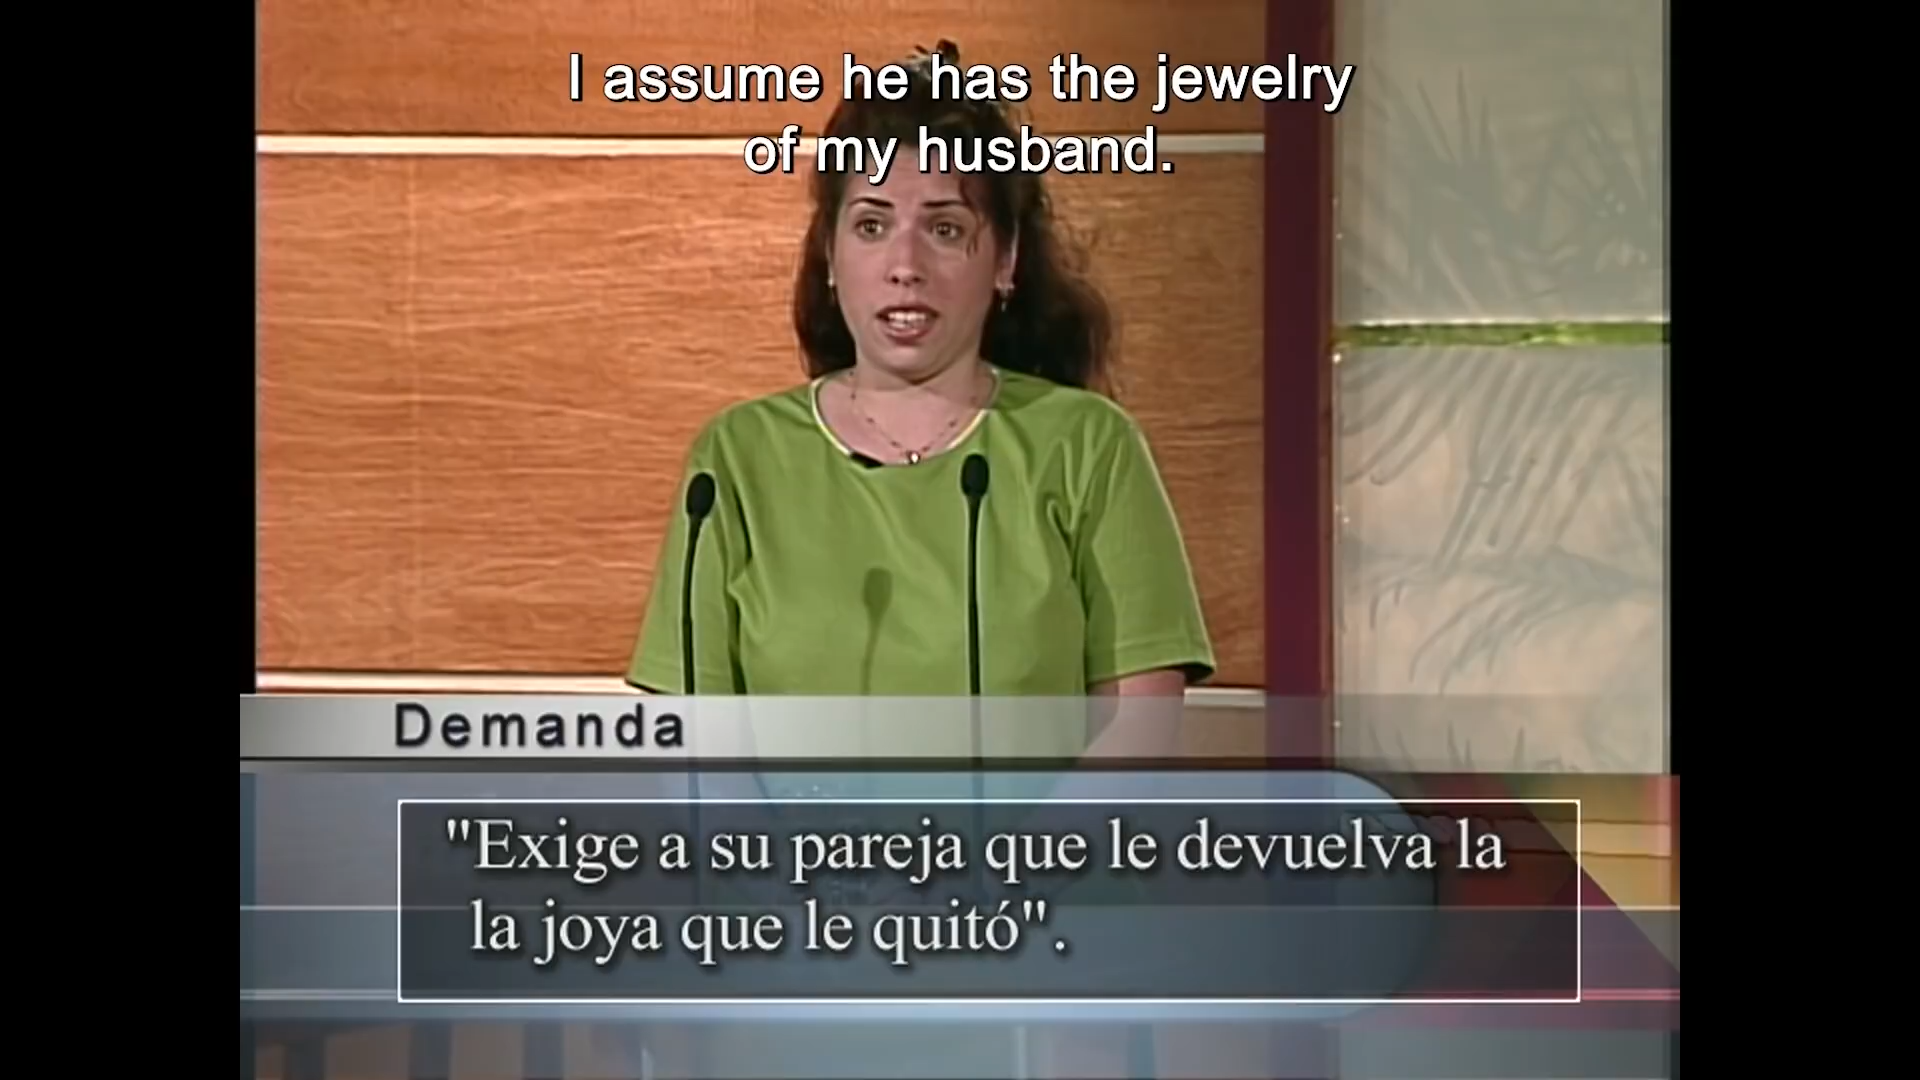 I assume he has the jewelry
of my husband.
Demanda
"Exige a su pareja que le devuelva la
la joya que le quitó".